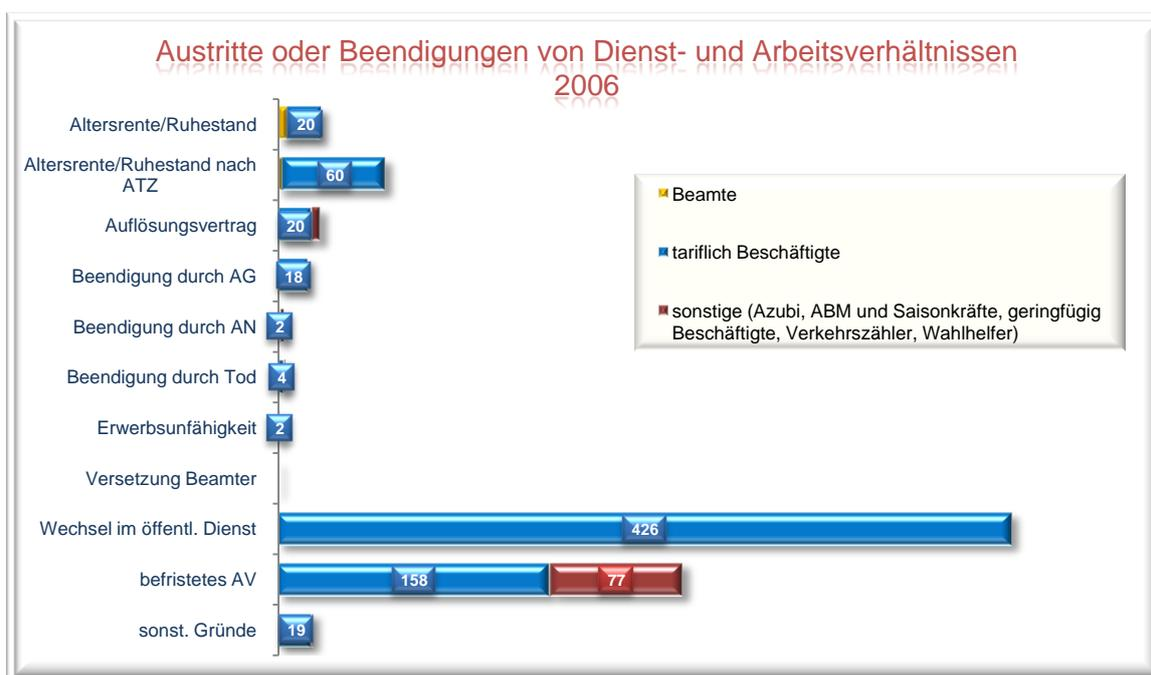 Austritte oder Beendigungen von Dienst- und Arbeitsverhältnissen
2006
Altersrente/Ruhestand
20
Altersrente/Ruhestand nach
ATZ
60
Auflösungsvertrag
20
Beendigung durch AG
18
Beendigung durch AN
2
Beendigung durch Tod
4
Erwerbsunfähigkeit
2
Versetzung Beamter
Wechsel im öffentl. Dienst
426
befristetes AV
158
77
sonst. Gründe
19
Beamte
tariflich Beschäftigte
sonstige (Azubi, ABM und Saisonkräfte, geringfügig
Beschäftigte, Verkehrszähler, Wahlhelfer)